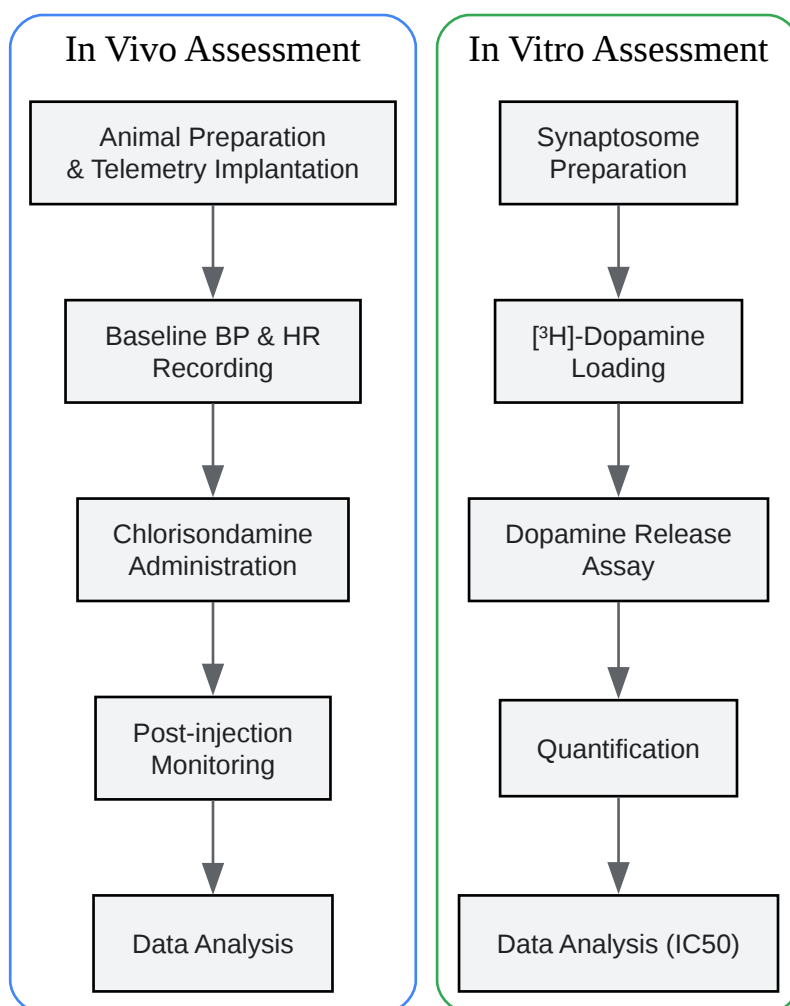 In Vivo Assessment
Animal Preparation
& Telemetry Implantation
Baseline BP & HR
Recording
Chlorisondamine
Administration
Post-injection
Monitoring
Data Analysis
In Vitro Assessment
Synaptosome
Preparation
[³H]-Dopamine
Loading
Dopamine Release
Assay
Quantification
Data Analysis (IC50)